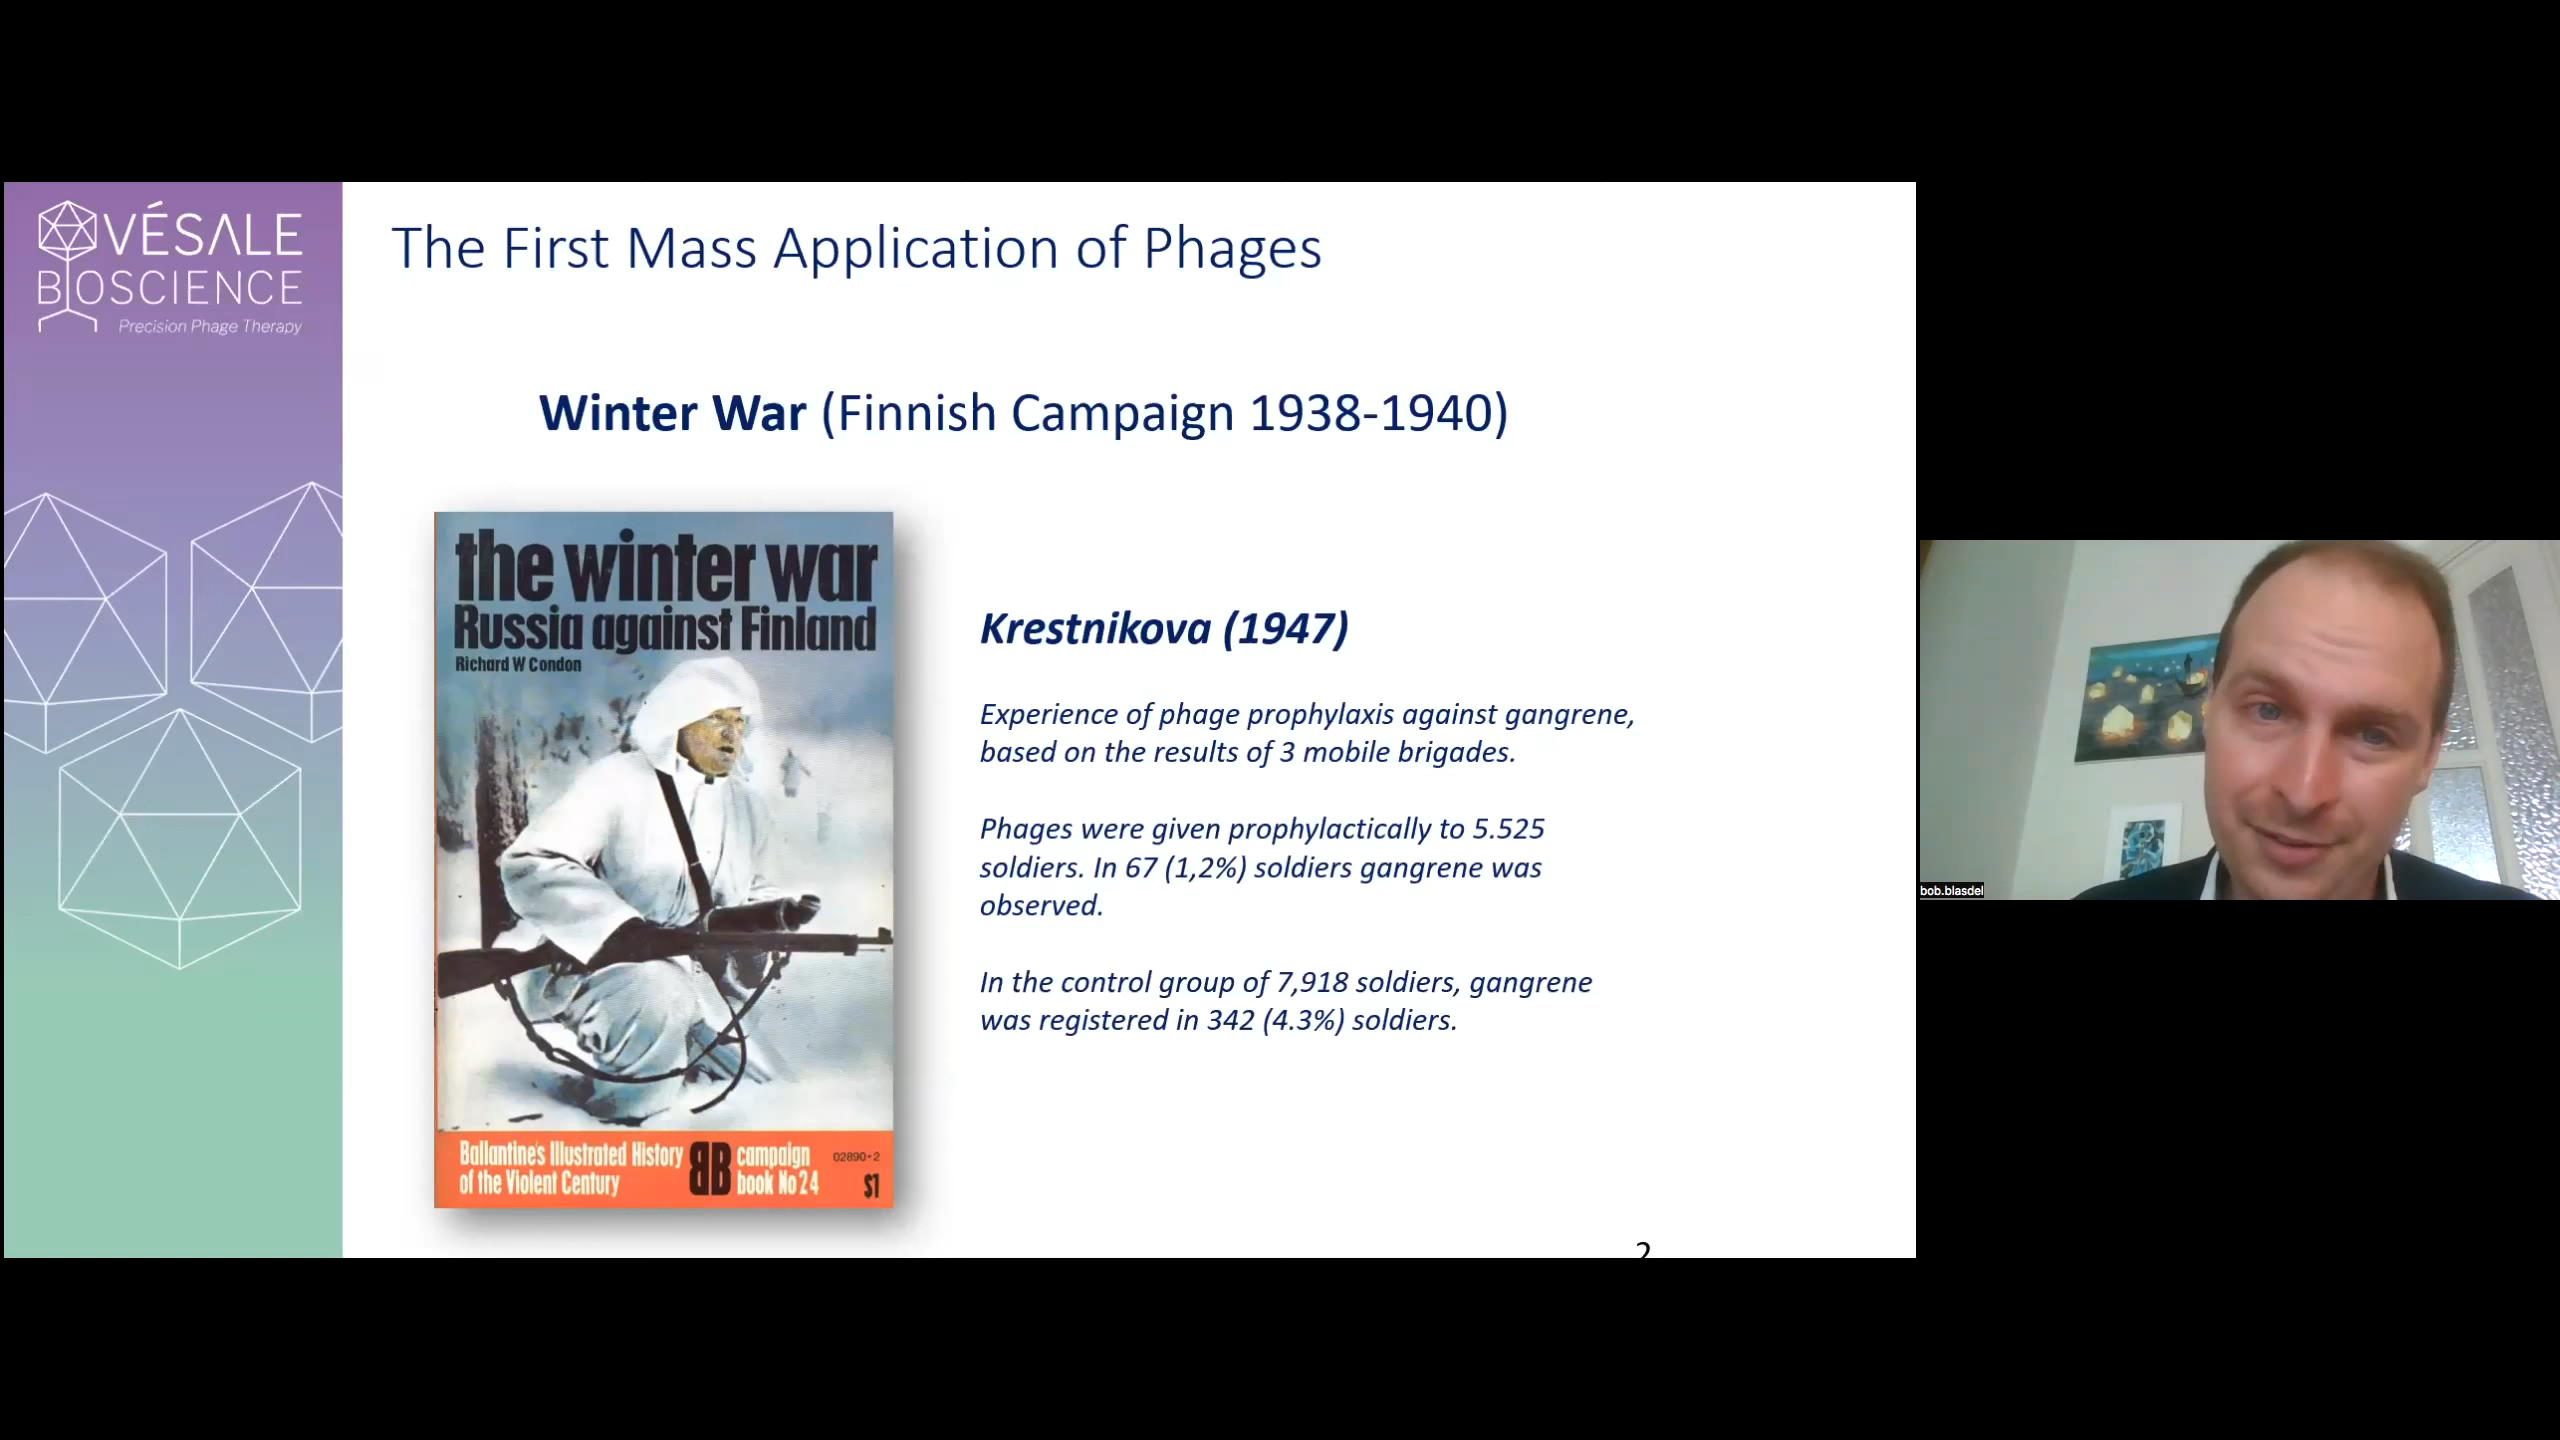 VÉSALE
BIOSCIENCE
Precision Phage Therapy
The First Mass Application of Phages
Winter War (Finnish Campaign 1938-1940)
the winter war
Russia against Finland
Richard W Condon
Ballantine's Illustrated History
of the Violent Century
BB
campaign
book No 24
02890-2
$1
Krestnikova (1947)
Experience of phage prophylaxis against gangrene,
based on the results of 3 mobile brigades.
Phages were given prophylactically to 5.525
soldiers. In 67 (1,2%) soldiers gangrene was
observed.
In the control group of 7,918 soldiers, gangrene
was registered in 342 (4.3%) soldiers.
2
bob.blasdel